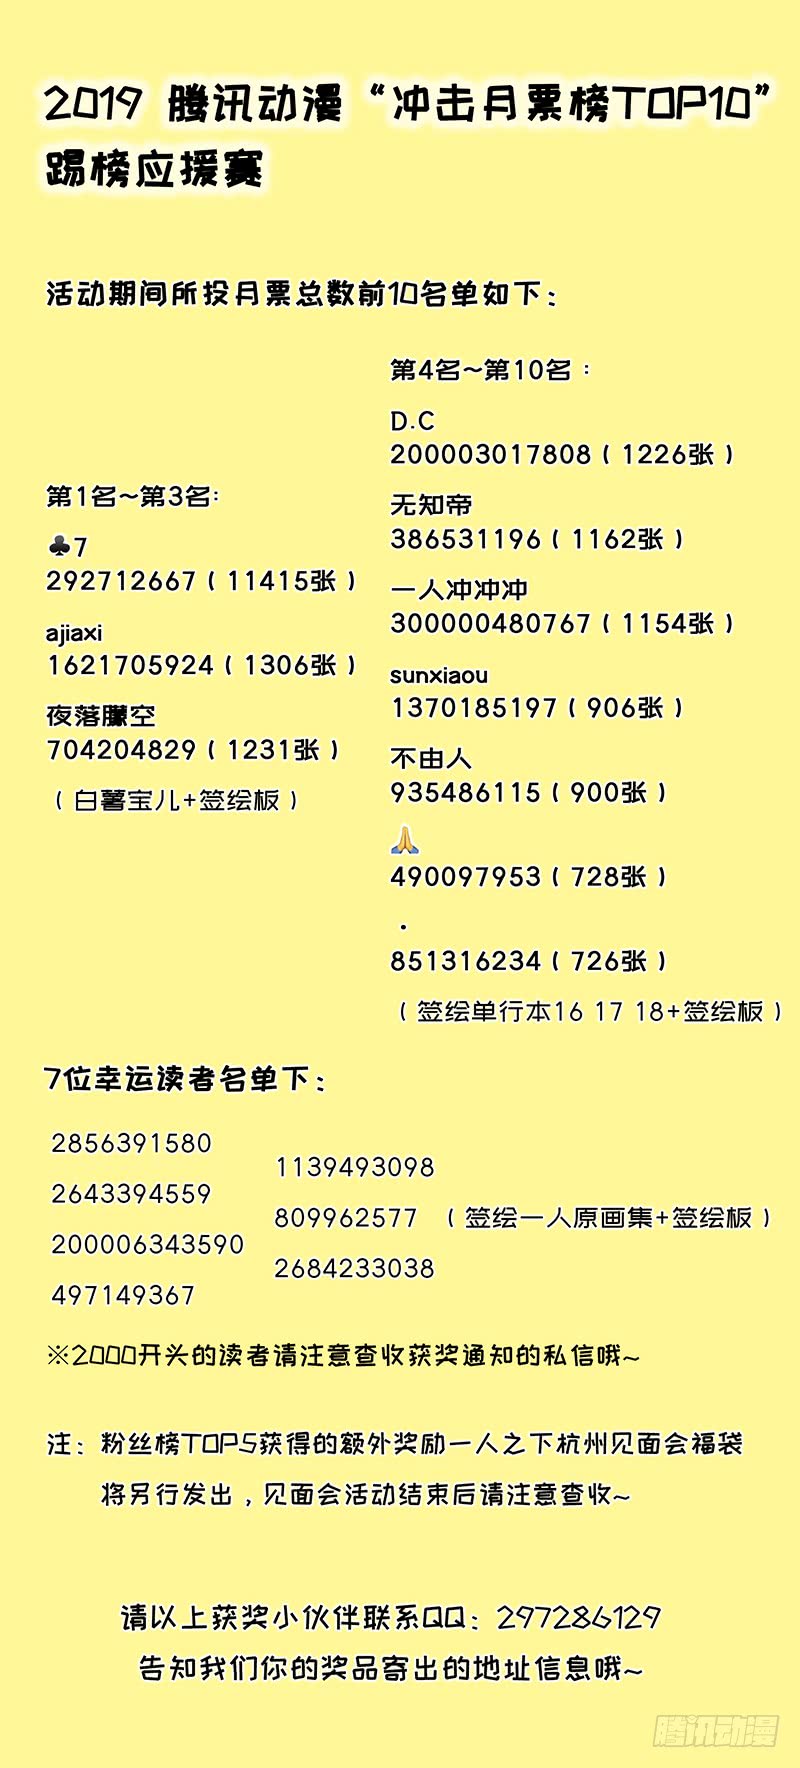 2019 腾讯动漫“冲击月票榜TOP10”
踢榜应援赛
活动期间所投月票总数前10名单如下：
第1名~第3名:
♣7
292712667（11415张）
ajiaxi
1621705924（1306张）
夜落朦空
704204829（1231张）
（白薯宝儿+签绘板）
第4名~第10名：
D.C
200003017808（1226张）
无知帝
386531196（1162张）
一人冲冲冲
300000480767（1154张）
sunxiaou
1370185197（906张）
不由人
935486115（900张）
🙏
490097953（728张）
.
851316234（726张）
（签绘单行本16 17 18+签绘板）
7位幸运读者名单下：
2856391580
2643394559
200006343590
497149367
1139493098
809962577 （签绘一人原画集+签绘板）
2684233038
※2000开头的读者请注意查收获奖通知的私信哦~
注：粉丝榜TOP5获得的额外奖励一人之下杭州见面会福袋
将另行发出，见面会活动结束后请注意查收~
请以上获奖小伙伴联系QQ：297286129
告知我们你的奖品寄出的地址信息哦~
腾讯动漫